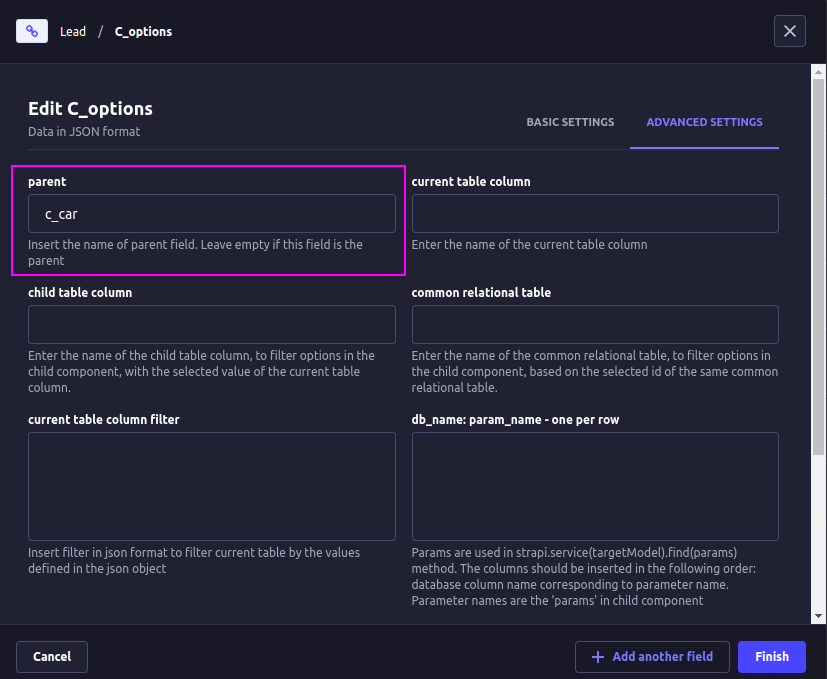 Lead / C_options
Edit C_options
Data in JSON format
BASIC SETTINGS
ADVANCED SETTINGS
parent
c_car
Insert the name of parent field. Leave empty if this field is the
parent
current table column
Enter the name of the current table column
child table column
Enter the name of the child table column, to filter options in the
child component, with the selected value of the current table
column.
common relational table
Enter the name of the common relational table, to filter options in
the child component, based on the selected id of the same common
relational table.
current table column filter
Insert filter in json format to filter current table by the values
defined in the json object
db_name: param_name - one per row
Params are used in strapi.service(targetModel).find(params)
method. The columns should be inserted in the following order:
database column name corresponding to parameter name.
Parameter names are the 'params' in child component
Cancel
Add another field
Finish